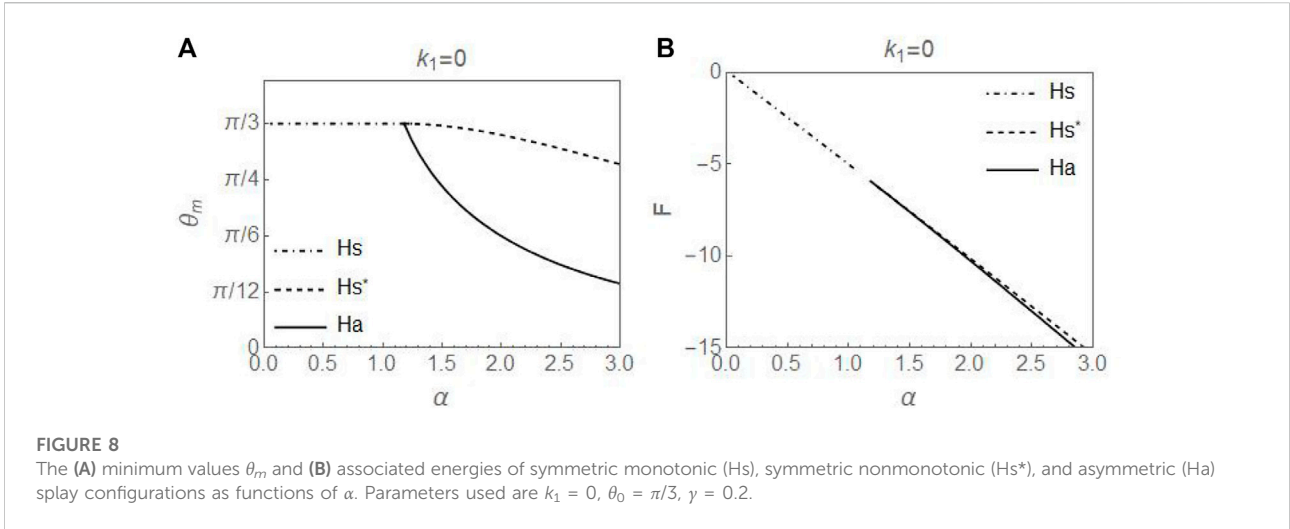 A
k₁=0
θₘ
π/3
π/4
π/6
π/12
0
Hs
Hs*
Ha
0.0 0.5 1.0 1.5 2.0 2.5 3.0
α
B
k₁=0
F
0
−5
−10
−15
Hs
Hs*
Ha
0.0 0.5 1.0 1.5 2.0 2.5 3.0
α
FIGURE 8
The (A) minimum values θₘ and (B) associated energies of symmetric monotonic (Hs), symmetric nonmonotonic (Hs*), and asymmetric (Ha)
splay configurations as functions of α. Parameters used are k₁ = 0, θ₀ = π/3, γ = 0.2.